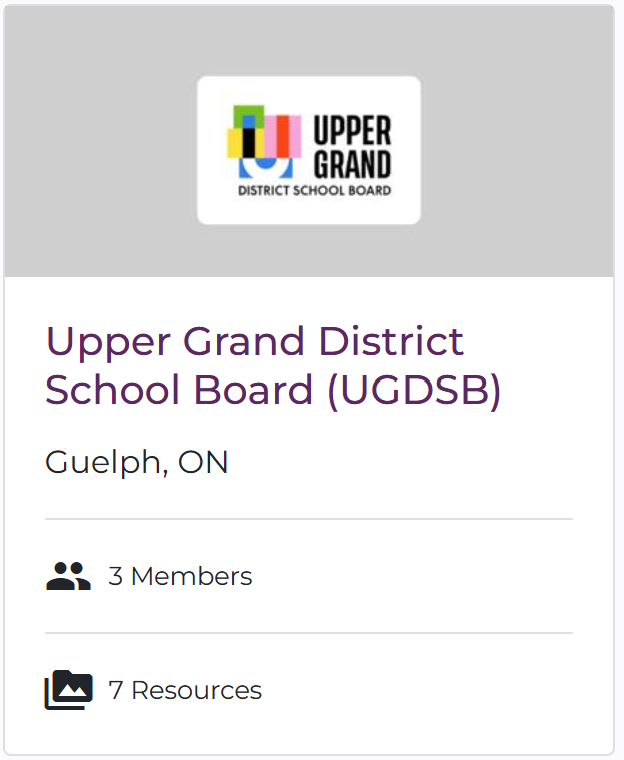 UPPER
GRAND
DISTRICT SCHOOL BOARD
Upper Grand District
School Board (UGDSB)
Guelph, ON
3 Members
7 Resources